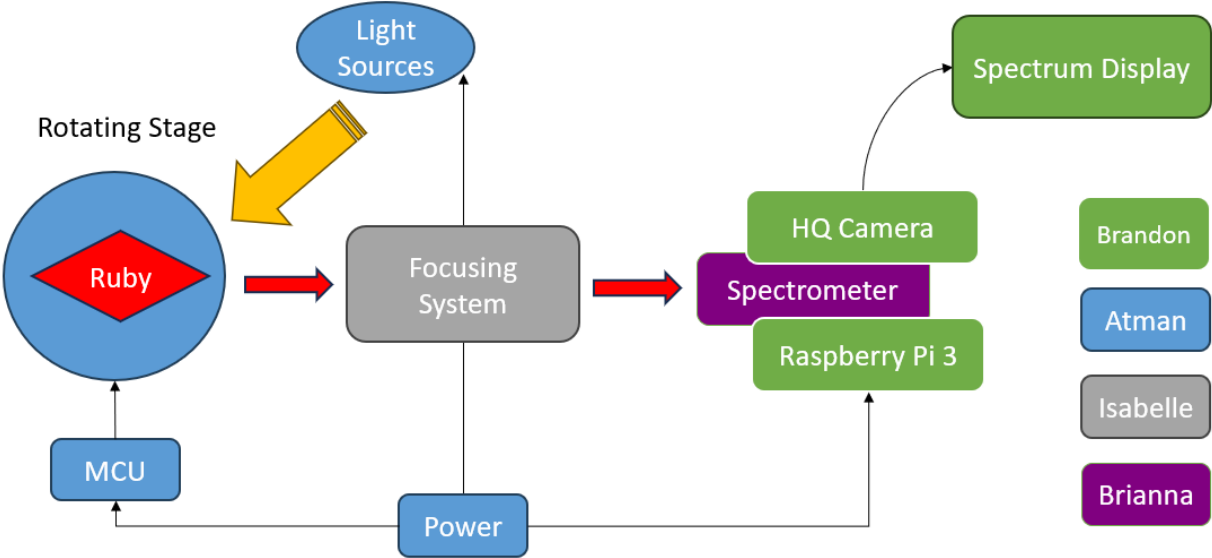 Light
Sources
Spectrum Display
Rotating Stage
HQ Camera
Brandon
Ruby
Focusing
System
Spectrometer
Atman
Raspberry Pi 3
Isabelle
MCU
Brianna
Power